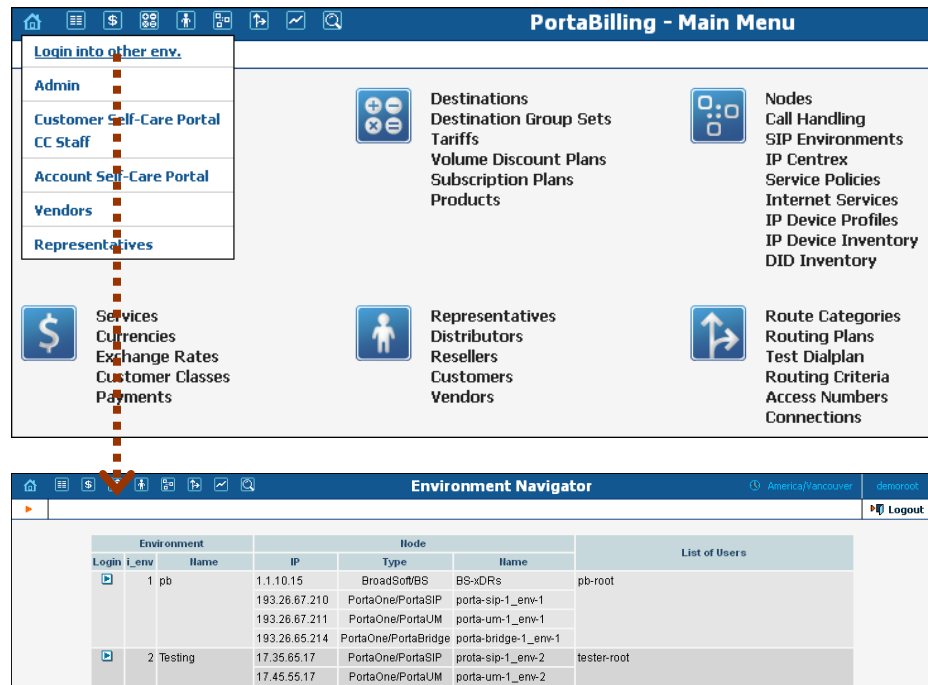 PortaBilling - Main Menu
Login into other env.
Admin
Customer Self-Care Portal
CC Staff
Account Self-Care Portal
Vendors
Representatives
Destinations
Destination Group Sets
Tariffs
Volume Discount Plans
Subscription Plans
Products
Nodes
Call Handling
SIP Environments
IP Centrex
Service Policies
Internet Services
IP Device Profiles
IP Device Inventory
DID Inventory
Services
Currencies
Exchange Rates
Customer Classes
Payments
Representatives
Distributors
Resellers
Customers
Vendors
Route Categories
Routing Plans
Test Dialplan
Routing Criteria
Access Numbers
Connections
Environment Navigator America/Vancouver demoroot
Logout
Environment Node List of Users
Login i_env Name IP Type Name
1 pb 1.1.10.15 BroadSoft/BS BS-xDRs pb-root
193.26.67.210 PortaOne/PortaSIP porta-sip-1_env-1
193.26.67.211 PortaOne/PortaUM porta-um-1_env-1
193.26.65.214 PortaOne/PortaBridge porta-bridge-1_env-1
2 Testing 17.35.65.17 PortaOne/PortaSIP prota-sip-1_env-2 tester-root
17.45.55.17 PortaOne/PortaUM porta-um-1_env-2